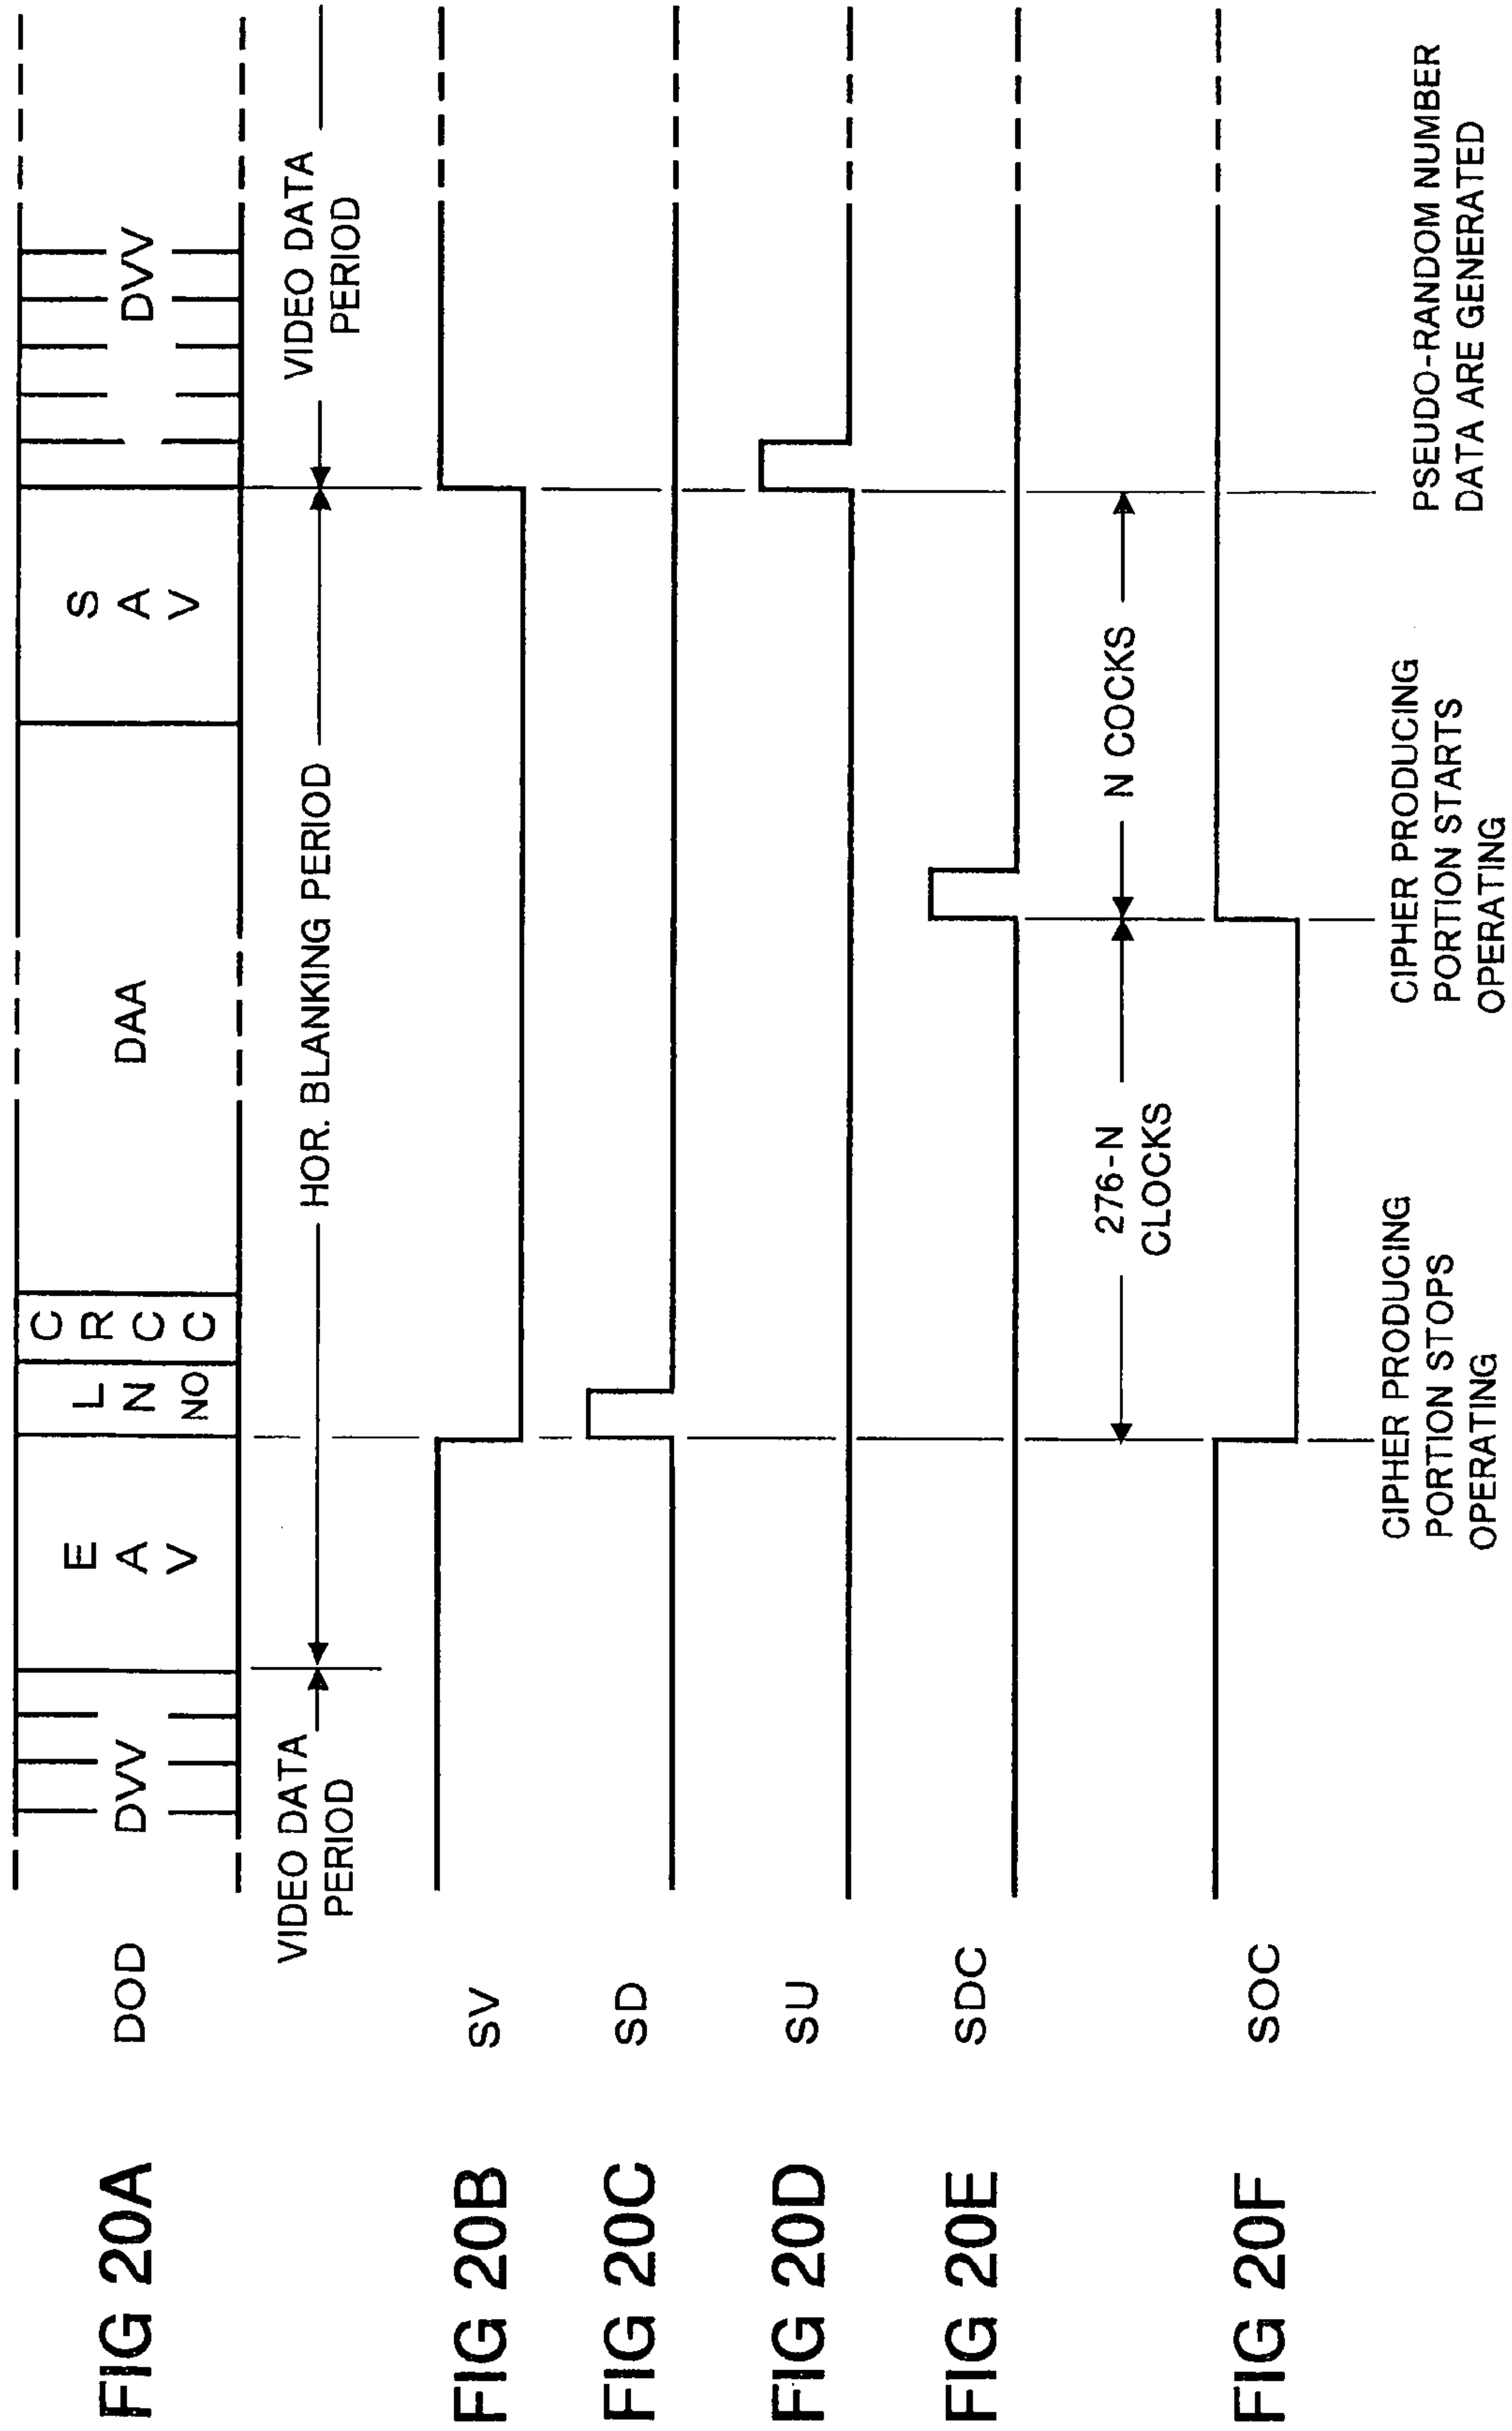 FIG 20A
DOD
DVV
E
A
V
L
N
NO
C
R
C
C
DAA
S
A
V
DVV
VIDEO DATA
PERIOD
HOR. BLANKING PERIOD
VIDEO DATA
PERIOD
FIG 20B
SV
FIG 20C
SD
FIG 20D
SU
FIG 20E
SDC
276-N
CLOCKS
N COCKS
FIG 20F
SOC
CIPHER PRODUCING
PORTION STOPS
OPERATING
CIPHER PRODUCING
PORTION STARTS
OPERATING
PSEUDO-RANDOM NUMBER
DATA ARE GENERATED